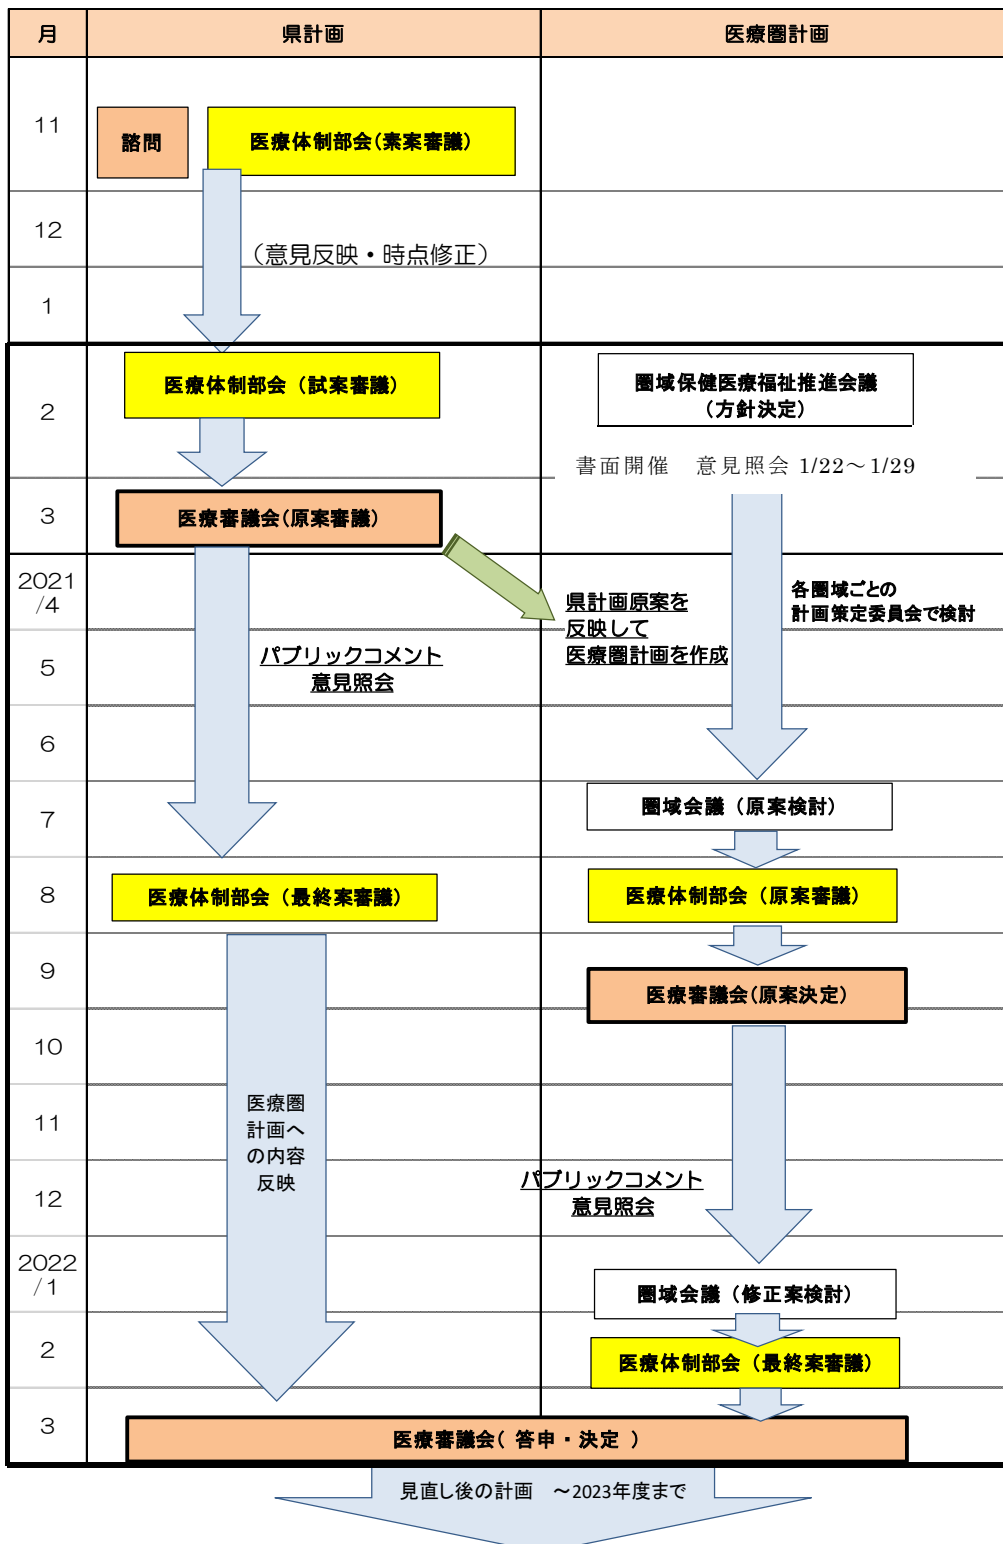 月
県計画
医療圏計画
11
諮問
医療体制部会(素案審議)
12
（意見反映・時点修正）
1
2
医療体制部会（試案審議）
圏域保健医療福祉推進会議
（方針決定）
書面開催　意見照会 1/22～1/29
3
医療審議会(原案審議)
2021
/4
県計画原案を
反映して
医療圏計画を作成
各圏域ごとの
計画策定委員会で検討
5
パブリックコメント
意見照会
6
7
圏域会議（原案検討）
8
医療体制部会（最終案審議）
医療体制部会（原案審議）
9
医療審議会(原案決定)
10
11
医療圏
計画へ
の内容
反映
12
パブリックコメント
意見照会
2022
/1
圏域会議（修正案検討）
2
医療体制部会（最終案審議）
3
医療審議会( 答申・決定 )
見直し後の計画　～2023年度まで